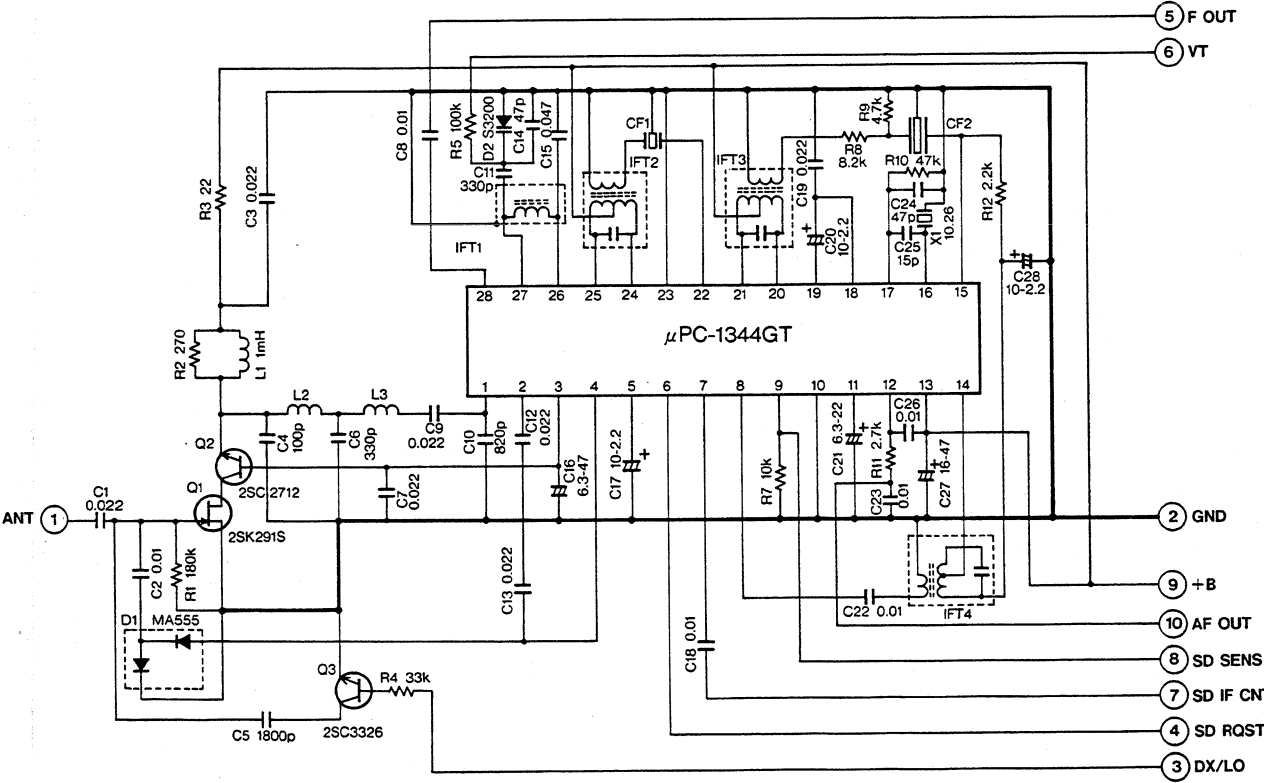 5 F OUT
6 VT
C8 0.01
R5 100k
D2 S3200
C14 47p
C15 0.047
C11
330p
IFT1
CF1
IFT2
IFT3
R8
8.2k
R9
4.7k
CF2
C19 0.022
C20
10-2.2
R10 47k
C24
47p
C25
15p
X1
10.26
R12 2.2k
C28
10-2.2
R3 22
C3 0.022
28 27 26 25 24 23 22 21 20 19 18 17 16 15
μPC-1344GT
1 2 3 4 5 6 7 8 9 10 11 12 13 14
R2 270
L1 1mH
L2
L3
C4
100p
C6
330p
C9
0.022
C10
820p
C12
0.022
C16
6.3-47
C17 10-2.2
R7 10k
C21 6.3-22
R11 2.7k
C26
0.01
C23
0.01
C27 16-47
Q2
2SC 2712
C7
0.022
Q1
2SK291S
C1
0.022
ANT 1
2 GND
C2 0.01
R1 180k
C13 0.022
D1 MA555
C22 0.01
IFT4
9 +B
10 AF OUT
C18 0.01
8 SD SENS
Q3
R4 33k
2SC3326
C5 1800p
7 SD IF CNT
4 SD RQST
3 DX/LO